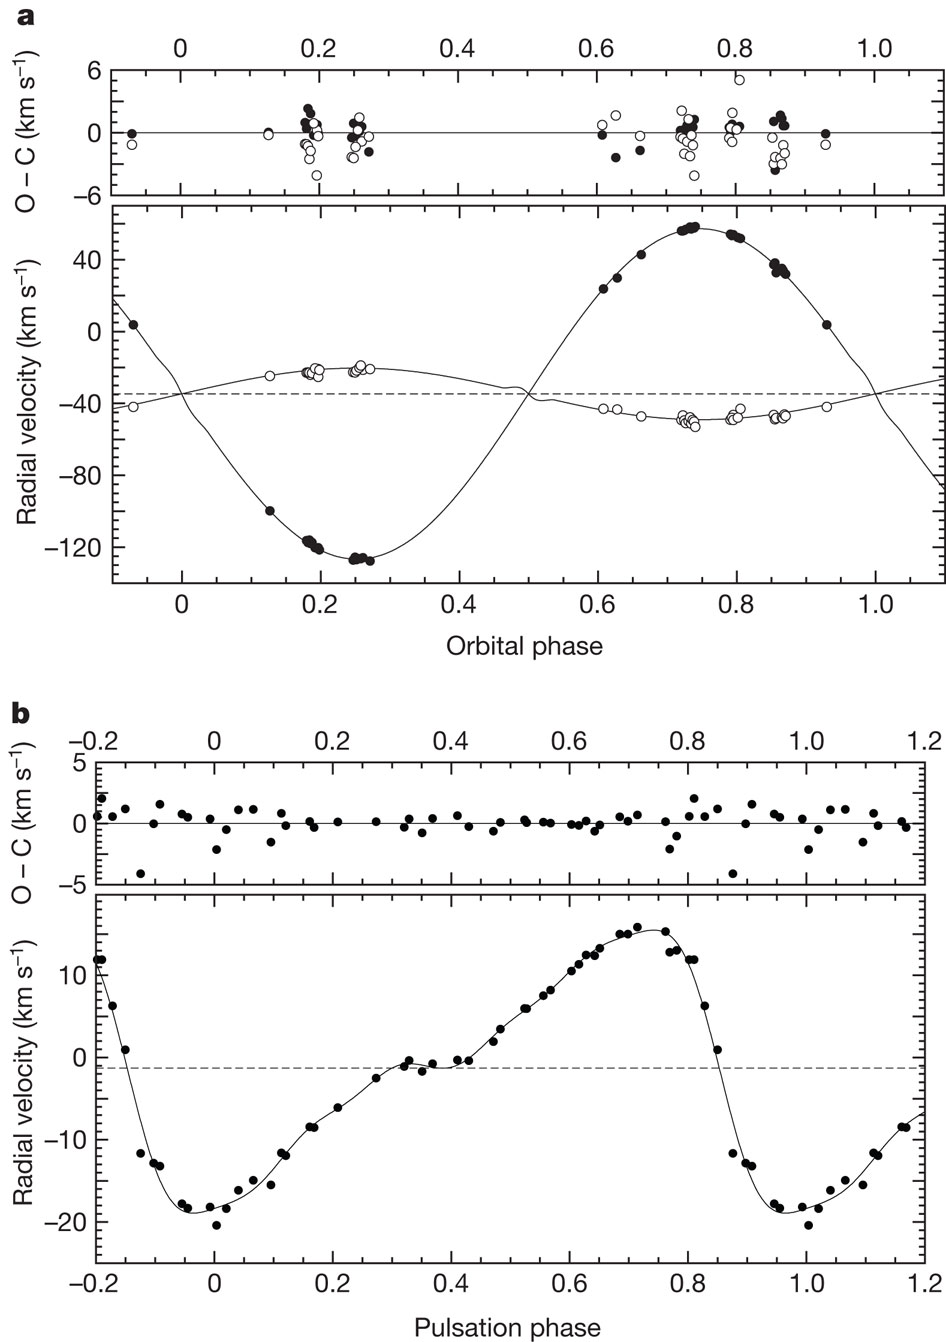 a
0 0.2 0.4 0.6 0.8 1.0
O – C (km s⁻¹)
6
0
–6
Radial velocity (km s⁻¹)
40
0
–40
–80
–120
0 0.2 0.4 0.6 0.8 1.0
Orbital phase
b
–0.2 0 0.2 0.4 0.6 0.8 1.0 1.2
O – C (km s⁻¹)
5
0
–5
Radial velocity (km s⁻¹)
10
0
–10
–20
–0.2 0 0.2 0.4 0.6 0.8 1.0 1.2
Pulsation phase